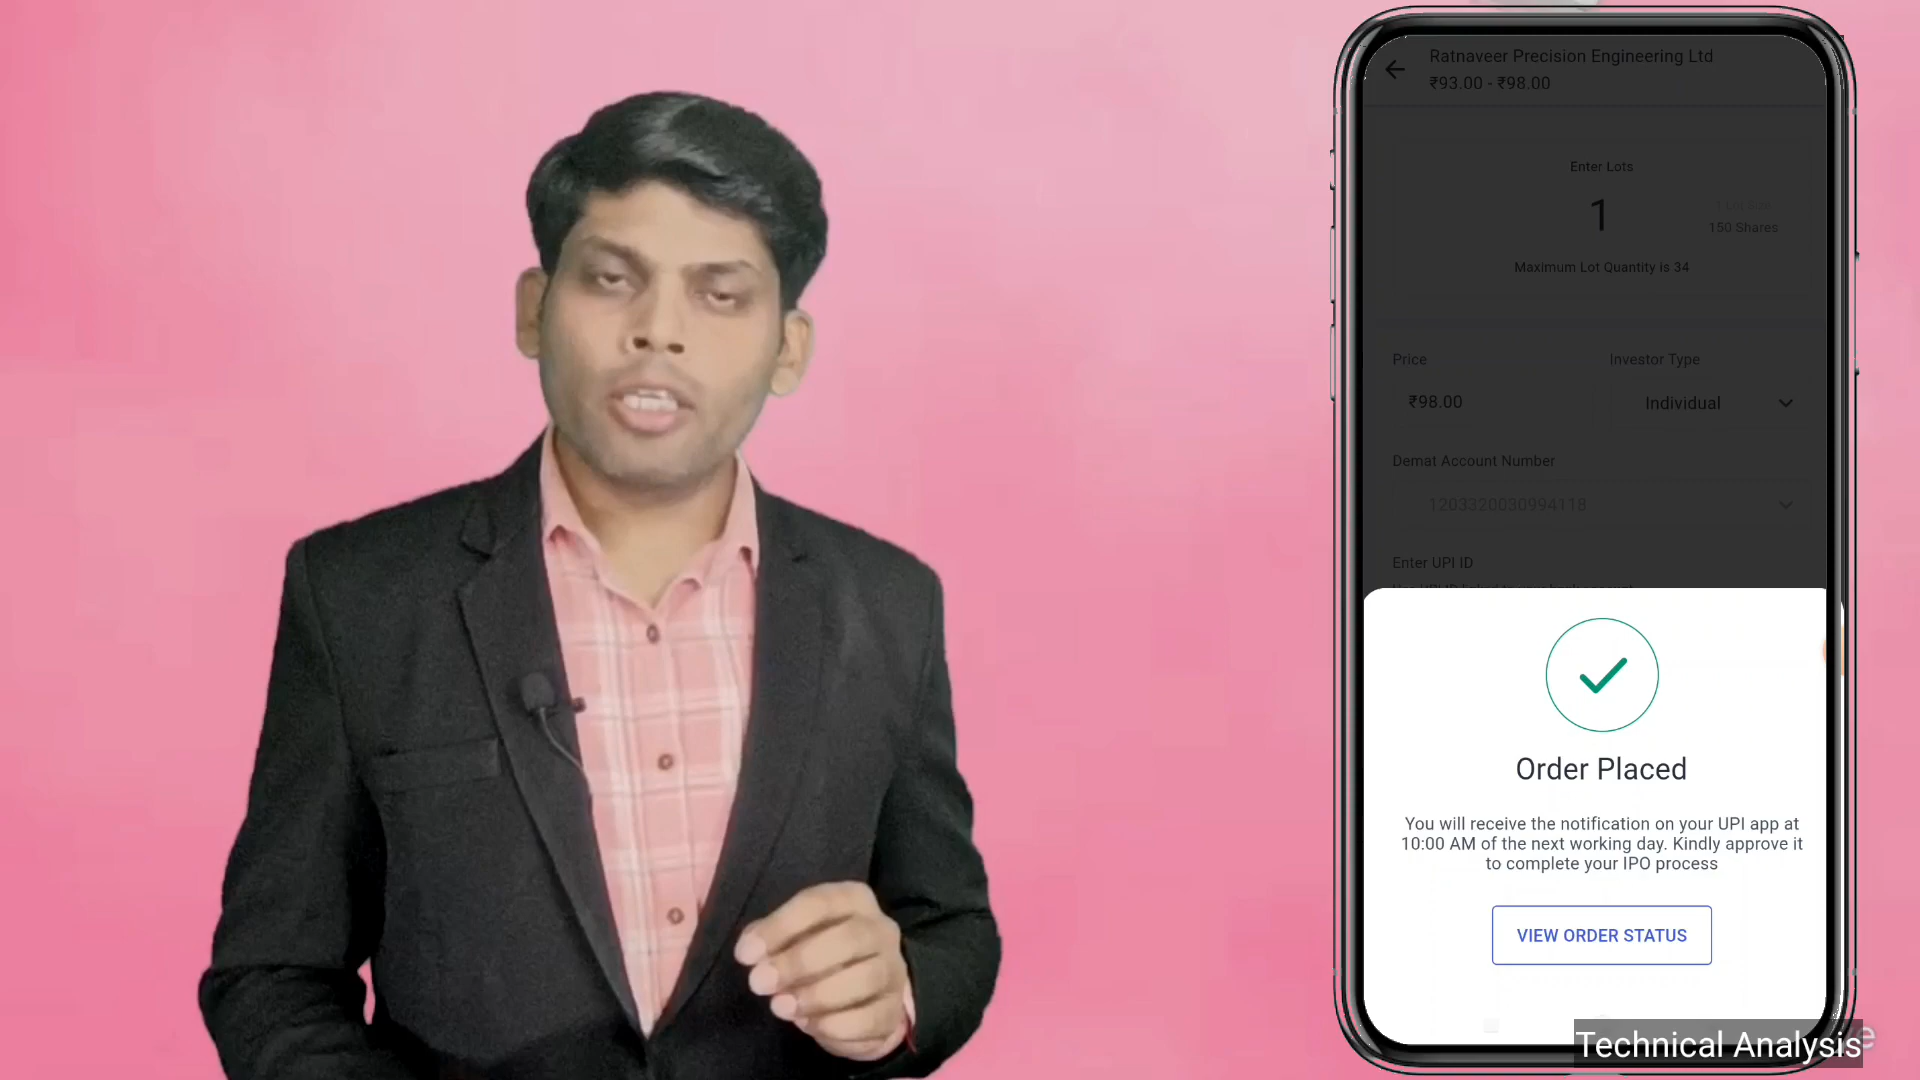 Ratnaveer Precision Engineering Ltd
₹93.00 - ₹98.00
Enter Lots
1
1 Lot Size
150 Shares
Maximum Lot Quantity is 34
Price
Investor Type
₹98.00
Individual
Demat Account Number
1203320030994118
Enter UPI ID
Order Placed
You will receive the notification on your UPI app at
10:00 AM of the next working day. Kindly approve it
to complete your IPO process
VIEW ORDER STATUS
Technical Analysis